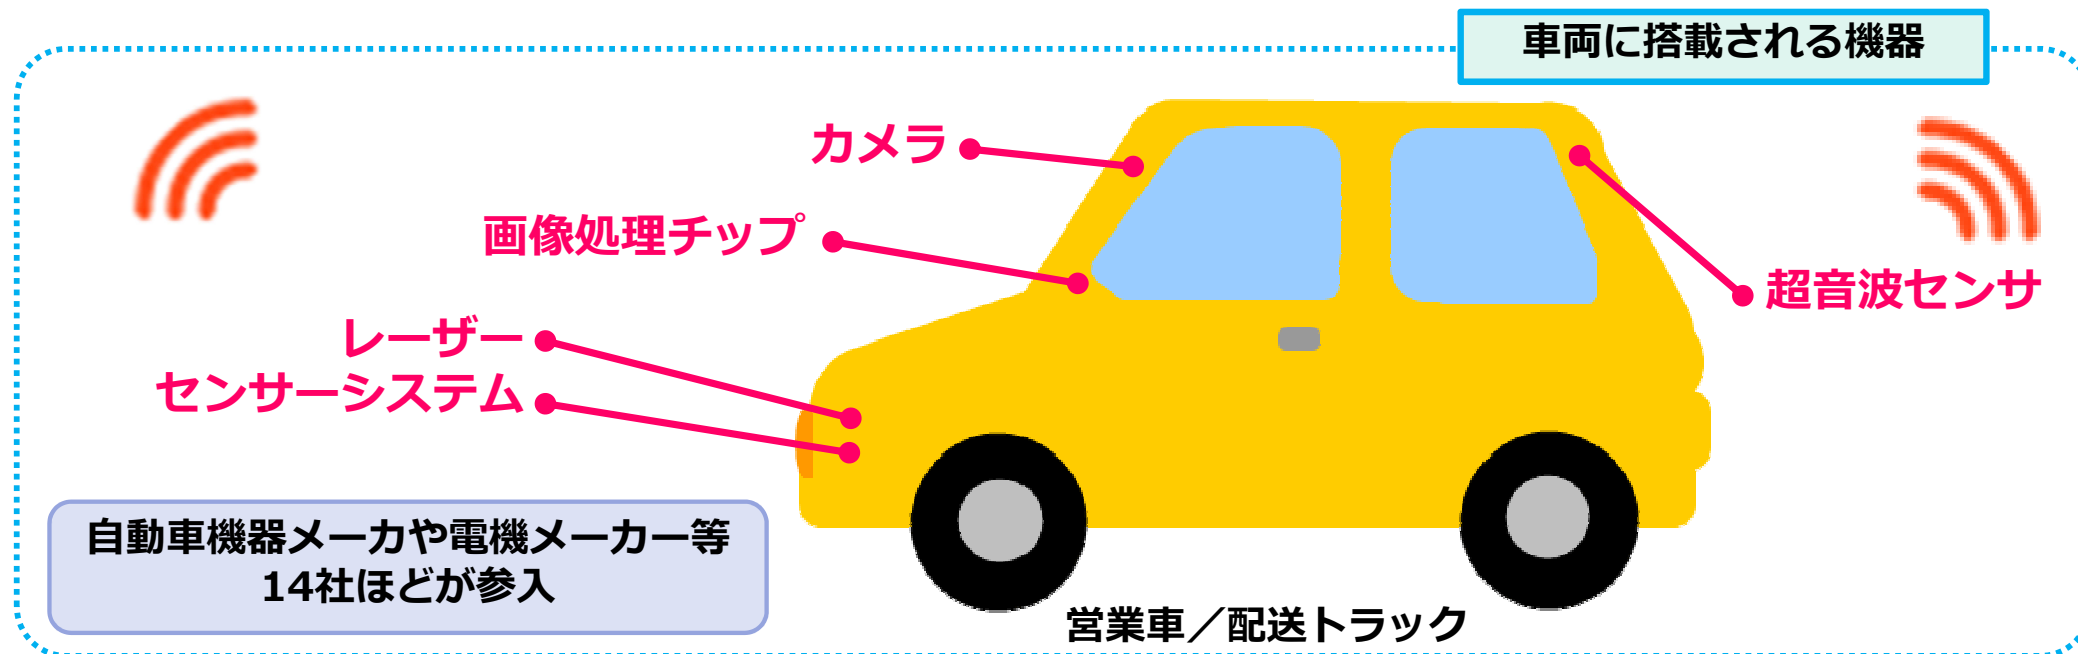 車両に搭載される機器
カメラ
画像処理チップ
超音波センサ
レーザー
センサーシステム
自動車機器メーカや電機メーカー等
14社ほどが参入
営業車／配送トラック